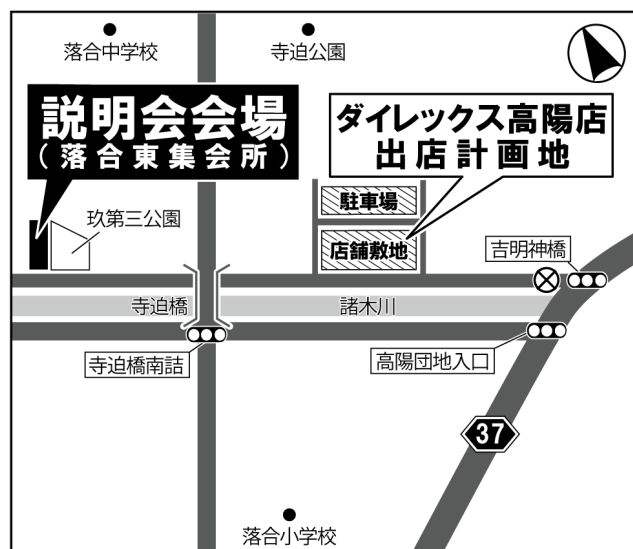 落合中学校
寺迫公園
説明会会場
(落合東集会所)
ダイレックス高陽店
出店計画地
駐車場
玖第三公園
店舗敷地
吉明神橋
寺迫橋
諸木川
寺迫橋南詰
高陽団地入口
37
落合小学校